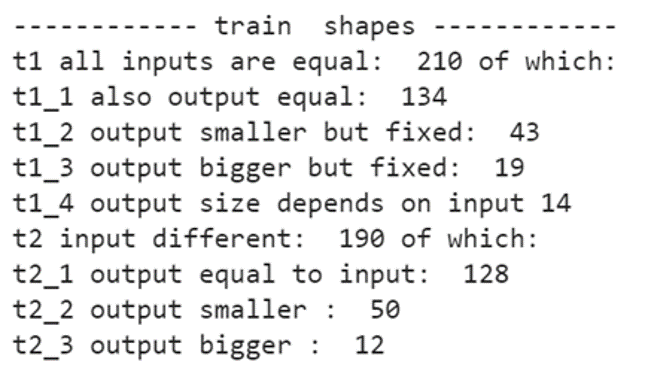 ------------ train  shapes ------------
t1 all inputs are equal:  210 of which:
t1_1 also output equal:  134
t1_2 output smaller but fixed:  43
t1_3 output bigger but fixed:  19
t1_4 output size depends on input 14
t2 input different:  190 of which:
t2_1 output equal to input:  128
t2_2 output smaller :  50
t2_3 output bigger :  12